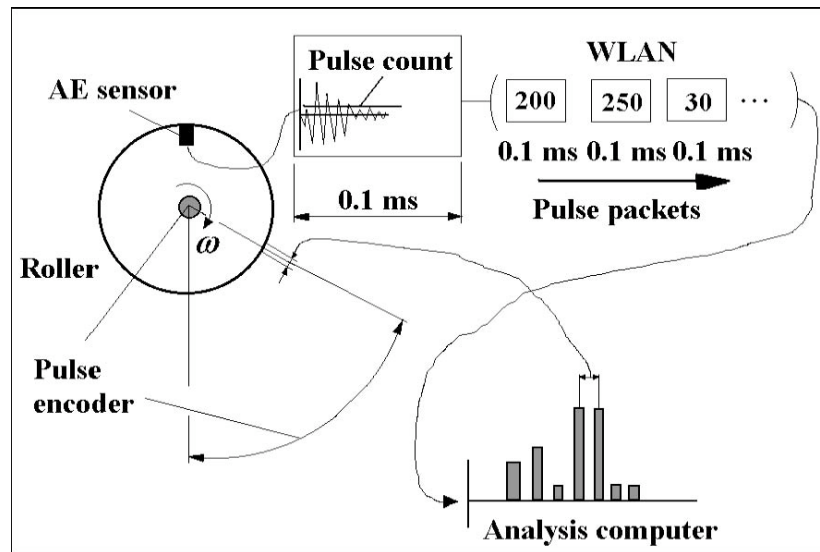 WLAN
Pulse count
AE sensor
200 250 30 ...
0.1 ms 0.1 ms 0.1 ms
0.1 ms
Pulse packets
ω
Roller
Pulse
encoder
Analysis computer